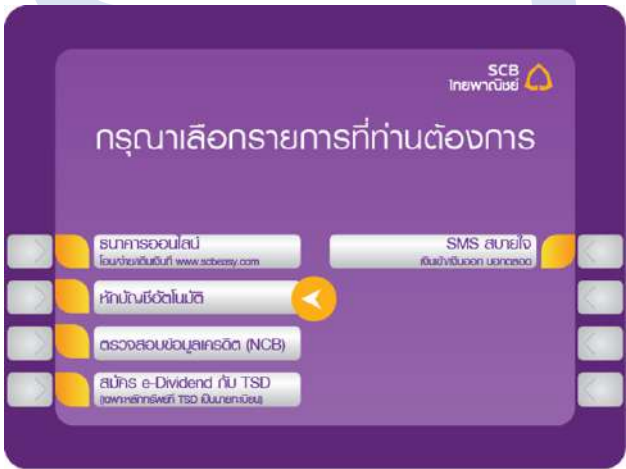 SCB
ไทยพาณิชย์
กรุณาเลือกรายการที่ท่านต้องการ
ธนาคารออนไลน์
โอน/จ่าย/เติมเงินที่ www.scbeasy.com
SMS สบายใจ
เงินเข้า/เงินออก บอกตลอด
หักบัญชีอัตโนมัติ
ตรวจสอบข้อมูลเครดิต (NCB)
สมัคร e-Dividend กับ TSD
(เฉพาะหลักทรัพย์ที่ TSD เป็นนายทะเบียน)